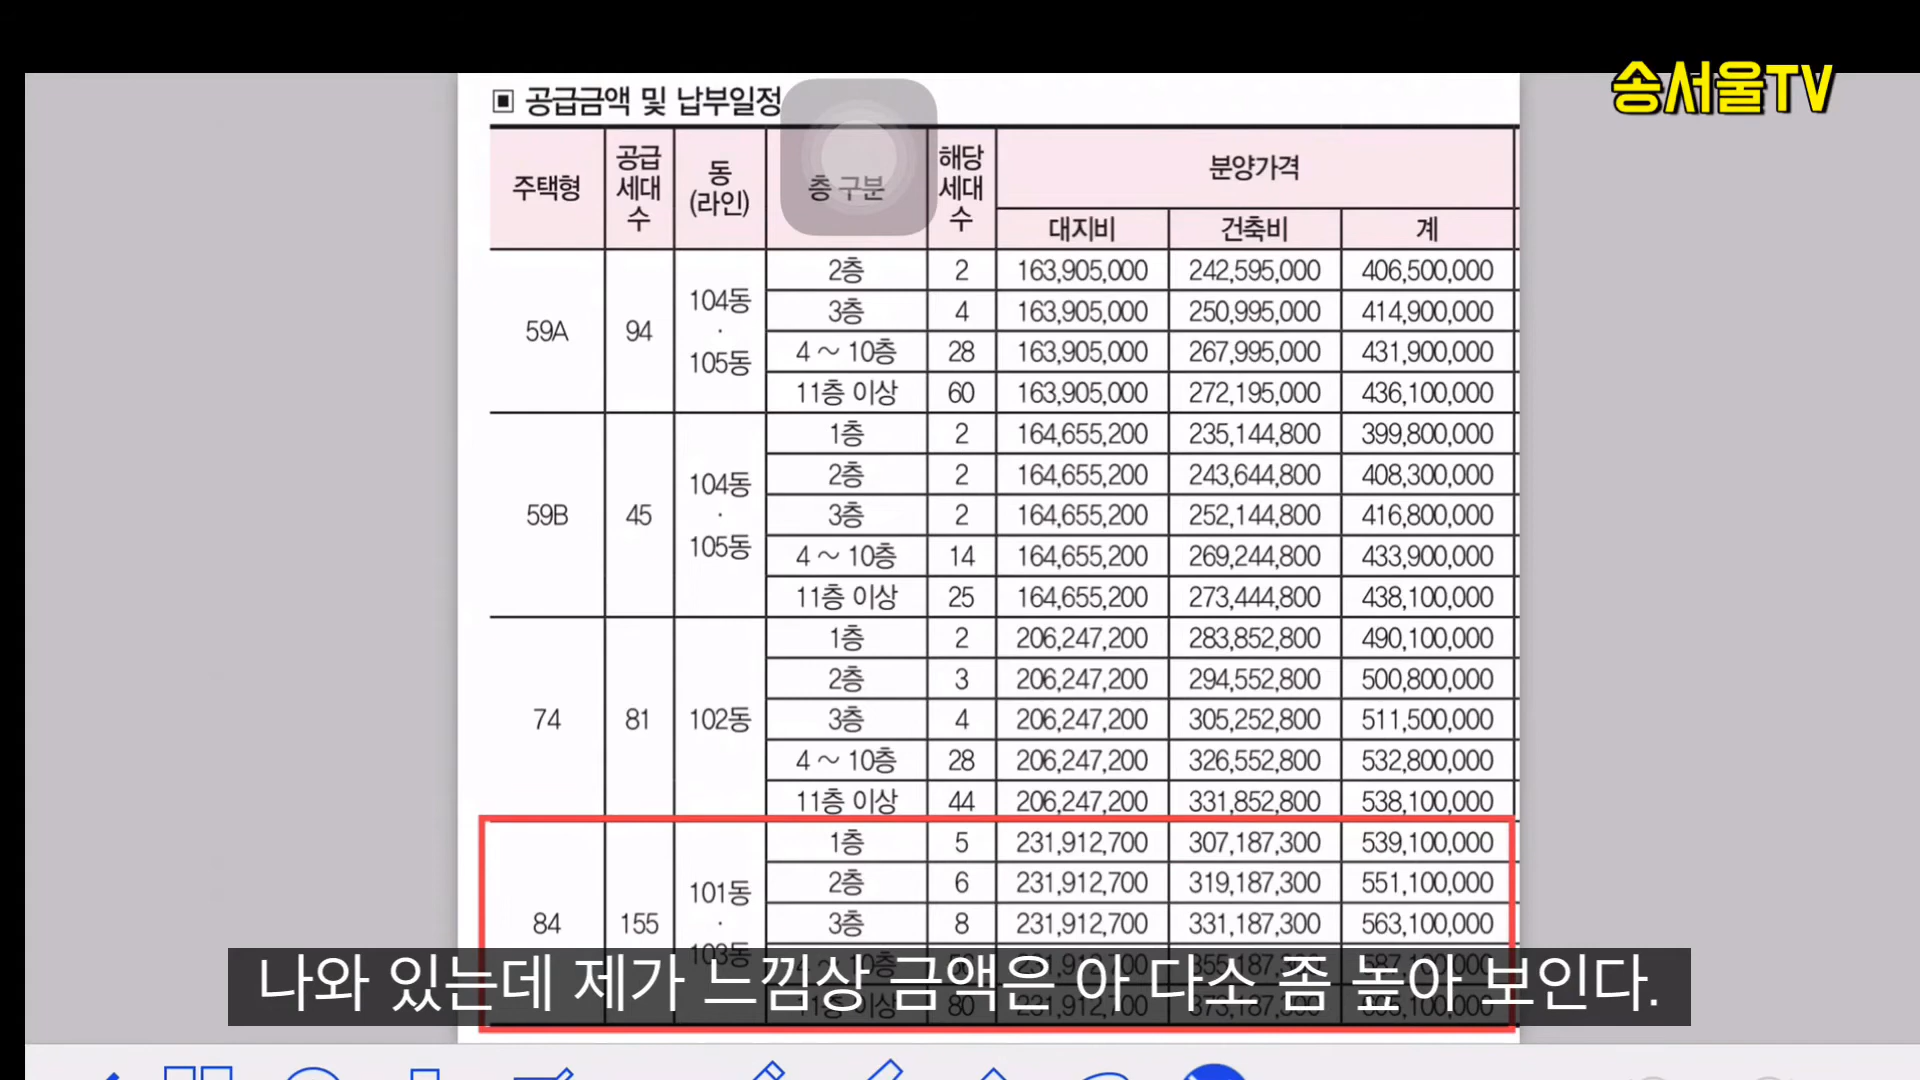 송서울TV
▣ 공급금액 및 납부일정
주택형 공급세대수 동(라인) 층 구분 해당세대수 분양가격
대지비 건축비 계
59A 94 104동 · 105동
2층 2 163,905,000 242,595,000 406,500,000
3층 4 163,905,000 250,995,000 414,900,000
4 ~ 10층 28 163,905,000 267,995,000 431,900,000
11층 이상 60 163,905,000 272,195,000 436,100,000
59B 45 104동 · 105동
1층 2 164,655,200 235,144,800 399,800,000
2층 2 164,655,200 243,644,800 408,300,000
3층 2 164,655,200 252,144,800 416,800,000
4 ~ 10층 14 164,655,200 269,244,800 433,900,000
11층 이상 25 164,655,200 273,444,800 438,100,000
74 81 102동
1층 2 206,247,200 283,852,800 490,100,000
2층 3 206,247,200 294,552,800 500,800,000
3층 4 206,247,200 305,252,800 511,500,000
4 ~ 10층 28 206,247,200 326,552,800 532,800,000
11층 이상 44 206,247,200 331,852,800 538,100,000
84 155 101동 · 103동
1층 5 231,912,700 307,187,300 539,100,000
2층 6 231,912,700 319,187,300 551,100,000
3층 8 231,912,700 331,187,300 563,100,000
11층 이상 80 231,912,700 373,187,300
나와 있는데 제가 느낌상 금액은 아 다소 좀 높아 보인다.